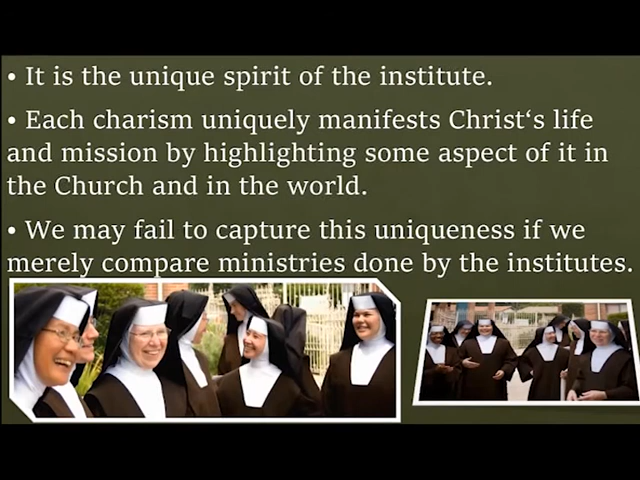 • It is the unique spirit of the institute.
• Each charism uniquely manifests Christ‘s life
and mission by highlighting some aspect of it in
the Church and in the world.
• We may fail to capture this uniqueness if we
merely compare ministries done by the institutes.